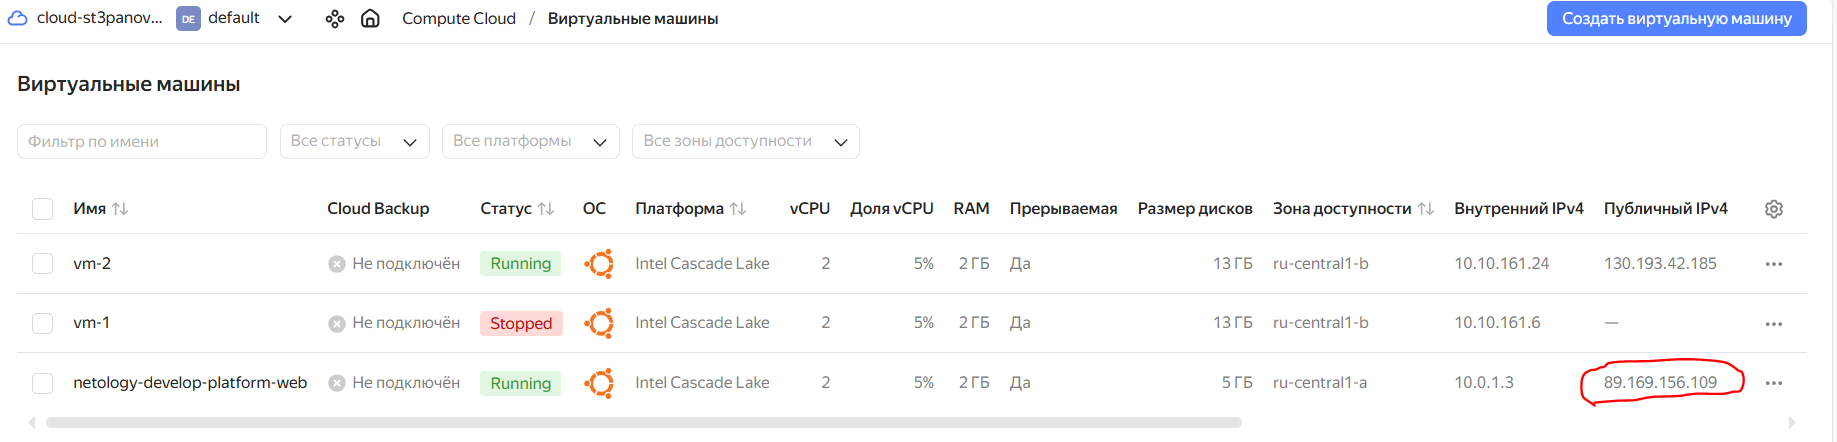 cloud-st3panov... DE default Compute Cloud / Виртуальные машины Создать виртуальную машину
Виртуальные машины
Фильтр по имени Все статусы Все платформы Все зоны доступности
Имя Cloud Backup Статус ОС Платформа vCPU Доля vCPU RAM Прерываемая Размер дисков Зона доступности Внутренний IPv4 Публичный IPv4
vm-2 Не подключён Running Intel Cascade Lake 2 5% 2 ГБ Да 13 ГБ ru-central1-b 10.10.161.24 130.193.42.185
vm-1 Не подключён Stopped Intel Cascade Lake 2 5% 2 ГБ Да 13 ГБ ru-central1-b 10.10.161.6 —
netology-develop-platform-web Не подключён Running Intel Cascade Lake 2 5% 2 ГБ Да 5 ГБ ru-central1-a 10.0.1.3 89.169.156.109